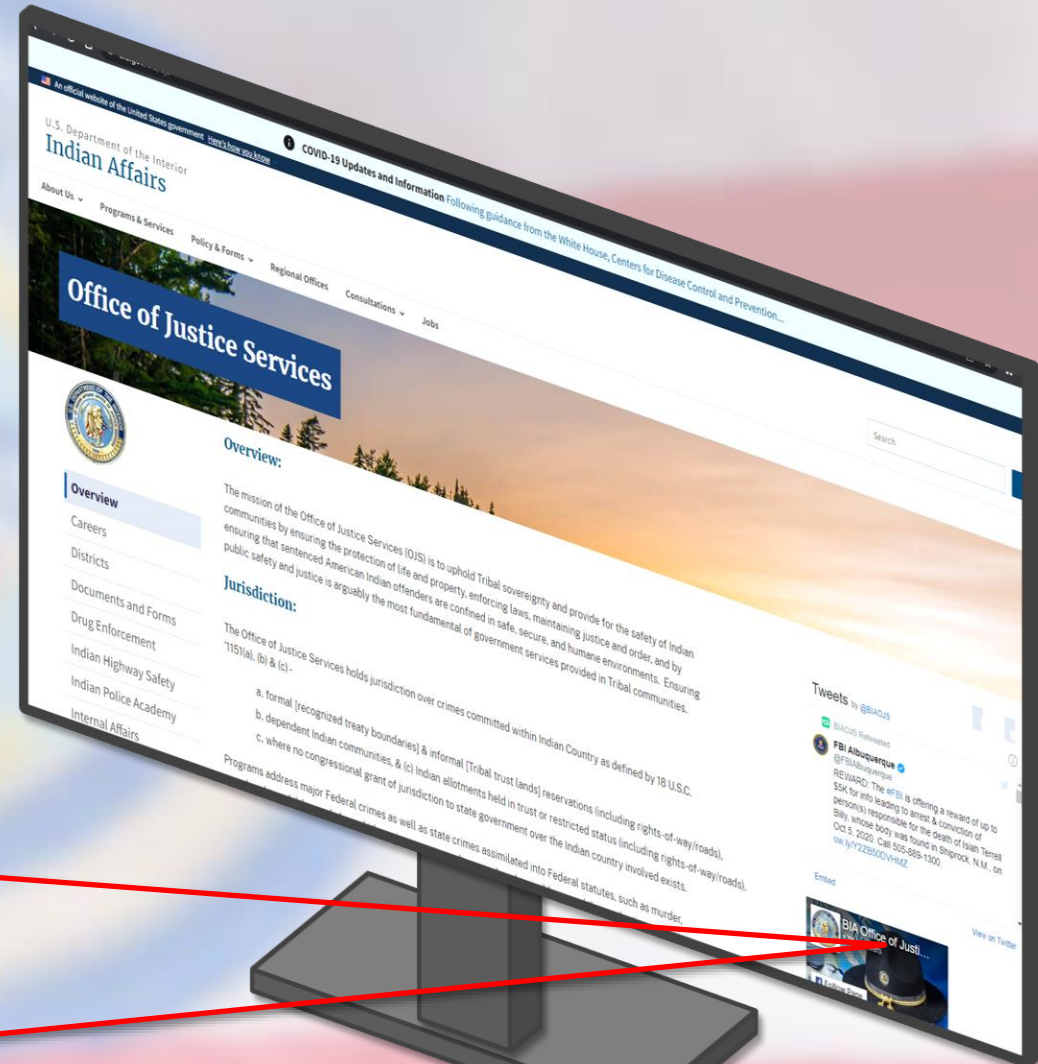 An official website of the United States government Here's how you know
COVID-19 Updates and Information Following guidance from the White House, Centers for Disease Control and Prevention...
U.S. Department of the Interior
Indian Affairs
About Us
Programs & Services
Policy & Forms
Regional Offices
Consultations
Jobs
Search
Office of Justice Services
Overview
Careers
Districts
Documents and Forms
Drug Enforcement
Indian Highway Safety
Indian Police Academy
Internal Affairs
Overview:
The mission of the Office of Justice Services (OJS) is to uphold Tribal sovereignty and provide for the safety of Indian
communities by ensuring the protection of life and property, enforcing laws, maintaining justice and order, and by
ensuring that sentenced American Indian offenders are confined in safe, secure, and humane environments. Ensuring
public safety and justice is arguably the most fundamental of government services provided in Tribal communities.
Jurisdiction:
The Office of Justice Services holds jurisdiction over crimes committed within Indian Country as defined by 18 U.S.C.
'1151(a), (b) & (c) -
a. formal [recognized treaty boundaries] & informal [Tribal trust lands] reservations (including rights-of-way/roads).
b. dependent Indian communities, & (c) Indian allotments held in trust or restricted status (including rights-of-way/roads).
c. where no congressional grant of jurisdiction to state government over the Indian country involved exists.
Programs address major Federal crimes as well as state crimes assimilated into Federal statutes, such as murder,
Tweets by @BIAOJS
BIAOJS Retweeted
FBI Albuquerque
@FBIAlbuquerque
REWARD: The #FBI is offering a reward of up to
$5K for info leading to arrest & conviction of
person(s) responsible for the death of Isiah Terrell
Billy, whose body was found in Shiprock, N.M., on
Oct 5, 2020. Call 505-889-1300.
ow.ly/Y2ZB50DVHMZ
Embed
View on Twitter
BIA Office of Justi...
Follow Page